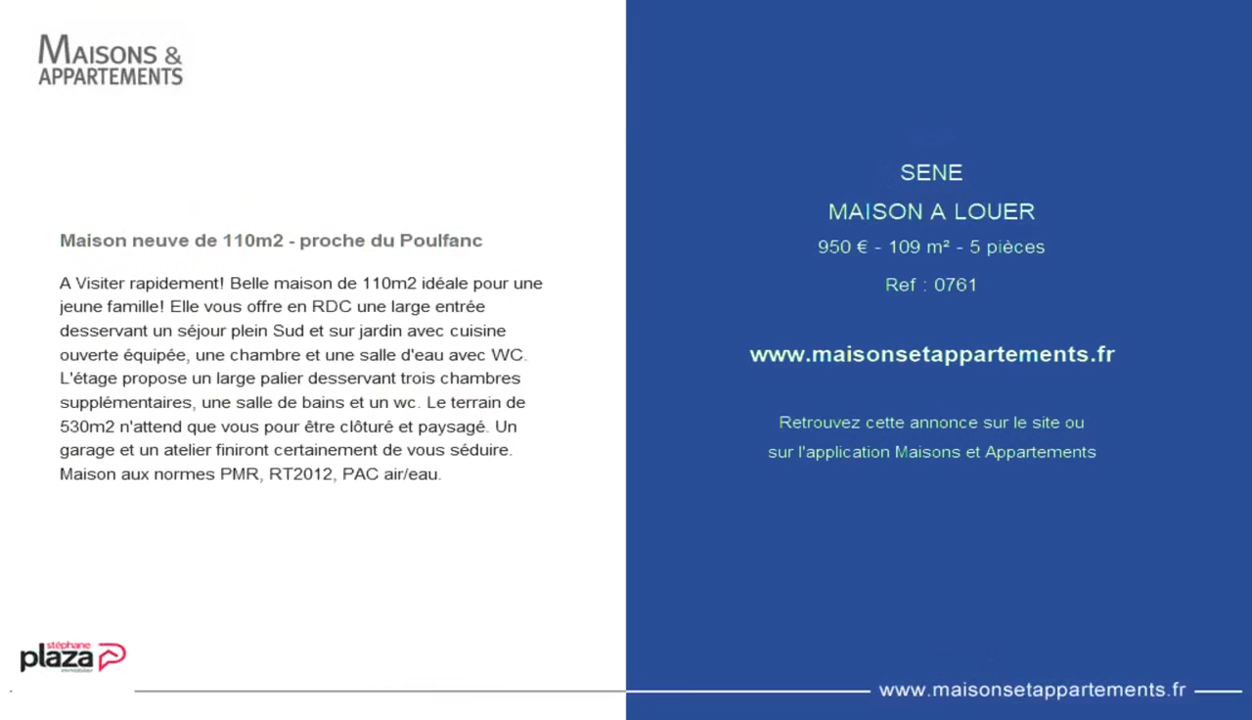 MAISONS &
APPARTEMENTS
Maison neuve de 110m2 - proche du Poulfanc
A Visiter rapidement! Belle maison de 110m2 idéale pour une
jeune famille! Elle vous offre en RDC une large entrée
desservant un séjour plein Sud et sur jardin avec cuisine
ouverte équipée, une chambre et une salle d'eau avec WC.
L'étage propose un large palier desservant trois chambres
supplémentaires, une salle de bains et un wc. Le terrain de
530m2 n'attend que vous pour être clôturé et paysagé. Un
garage et un atelier finiront certainement de vous séduire.
Maison aux normes PMR, RT2012, PAC air/eau.
stéphane
plaza
immobilier
SENE
MAISON A LOUER
950 € - 109 m² - 5 pièces
Ref : 0761
www.maisonsetappartements.fr
Retrouvez cette annonce sur le site ou
sur l'application Maisons et Appartements
www.maisonsetappartements.fr